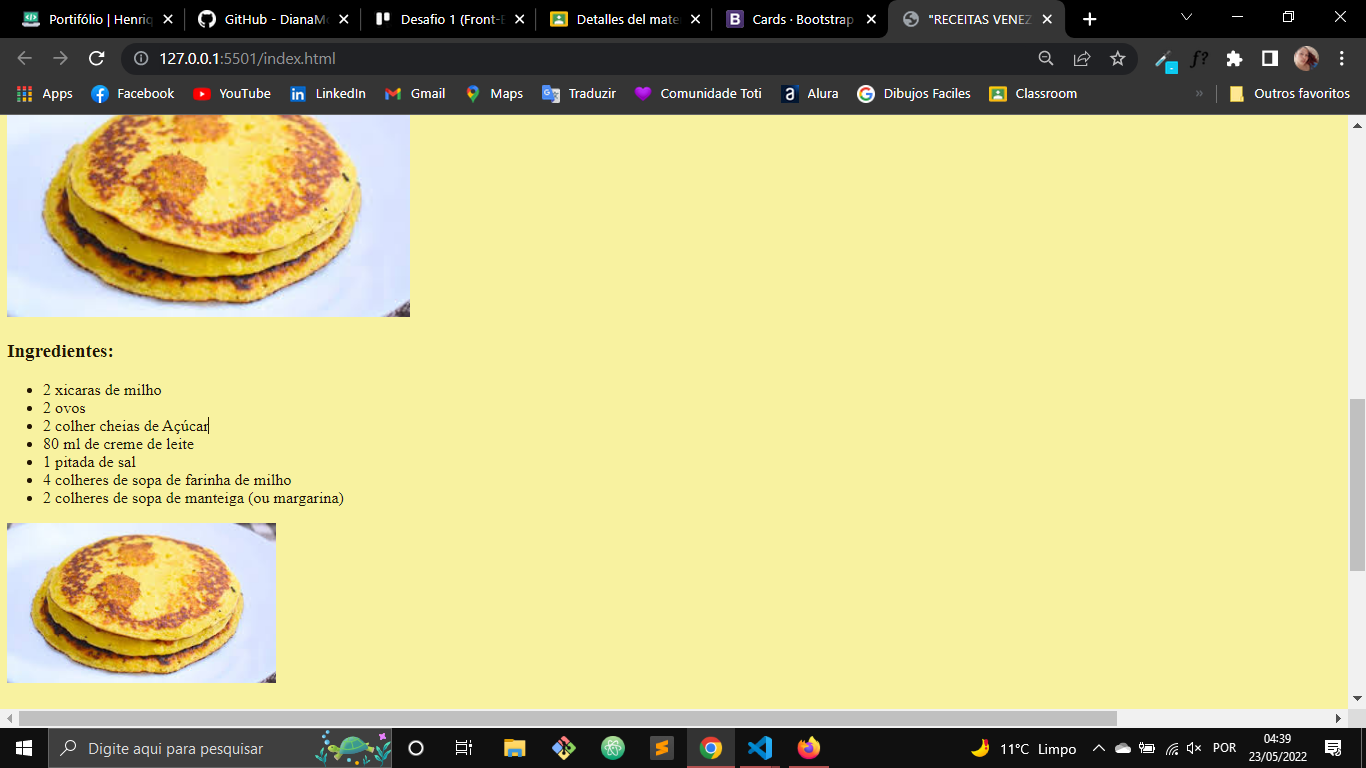 Portifólio | Henriq
GitHub - DianaMo
Desafio 1 (Front-E
Detalles del mate
Cards · Bootstrap
"RECEITAS VENEZ
127.0.0.1:5501/index.html
f?
Apps
Facebook
YouTube
LinkedIn
Gmail
Maps
Traduzir
Comunidade Toti
Alura
Dibujos Faciles
Classroom
»
Outros favoritos
Ingredientes:
2 xicaras de milho
2 ovos
2 colher cheias de Açúcar
80 ml de creme de leite
1 pitada de sal
4 colheres de sopa de farinha de milho
2 colheres de sopa de manteiga (ou margarina)
Digite aqui para pesquisar
11°C Limpo
POR
04:39
23/05/2022